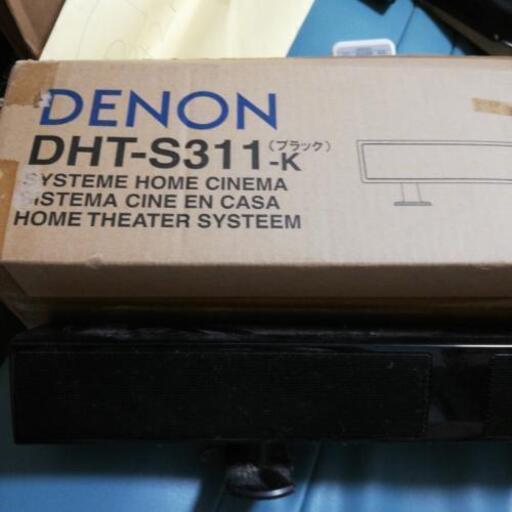 DENON
DHT-S311-K (ブラック)
SYSTEME HOME CINEMA
SISTEMA CINE EN CASA
HOME THEATER SYSTEEM